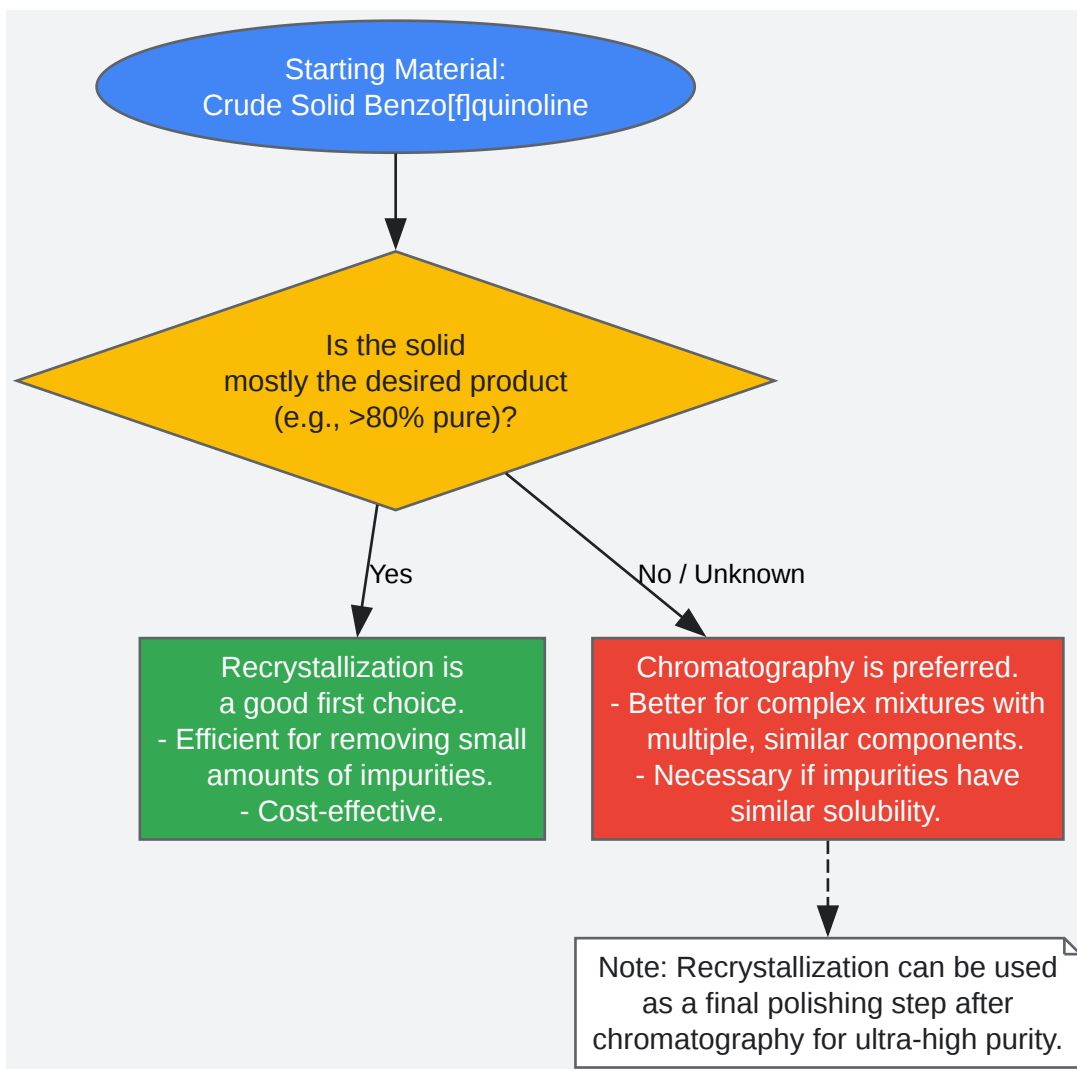 Starting Material:
Crude Solid Benzo[f]quinoline
Is the solid
mostly the desired product
(e.g., >80% pure)?
Yes
No / Unknown
Recrystallization is
a good first choice.
- Efficient for removing small
amounts of impurities.
- Cost-effective.
Chromatography is preferred.
- Better for complex mixtures with
multiple, similar components.
- Necessary if impurities have
similar solubility.
Note: Recrystallization can be used
as a final polishing step after
chromatography for ultra-high purity.